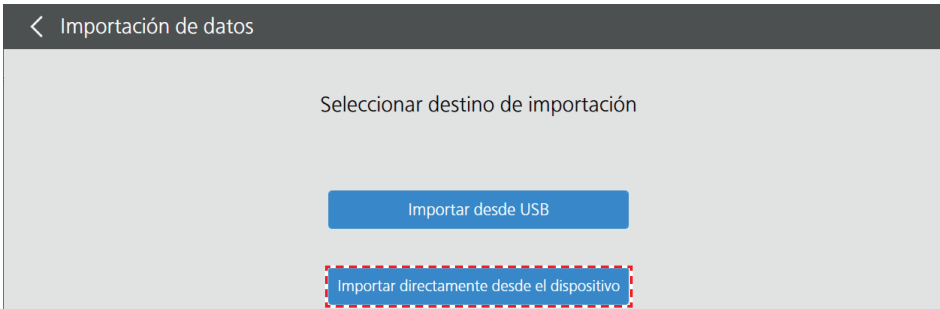 Importación de datos
Seleccionar destino de importación
Importar desde USB
Importar directamente desde el dispositivo